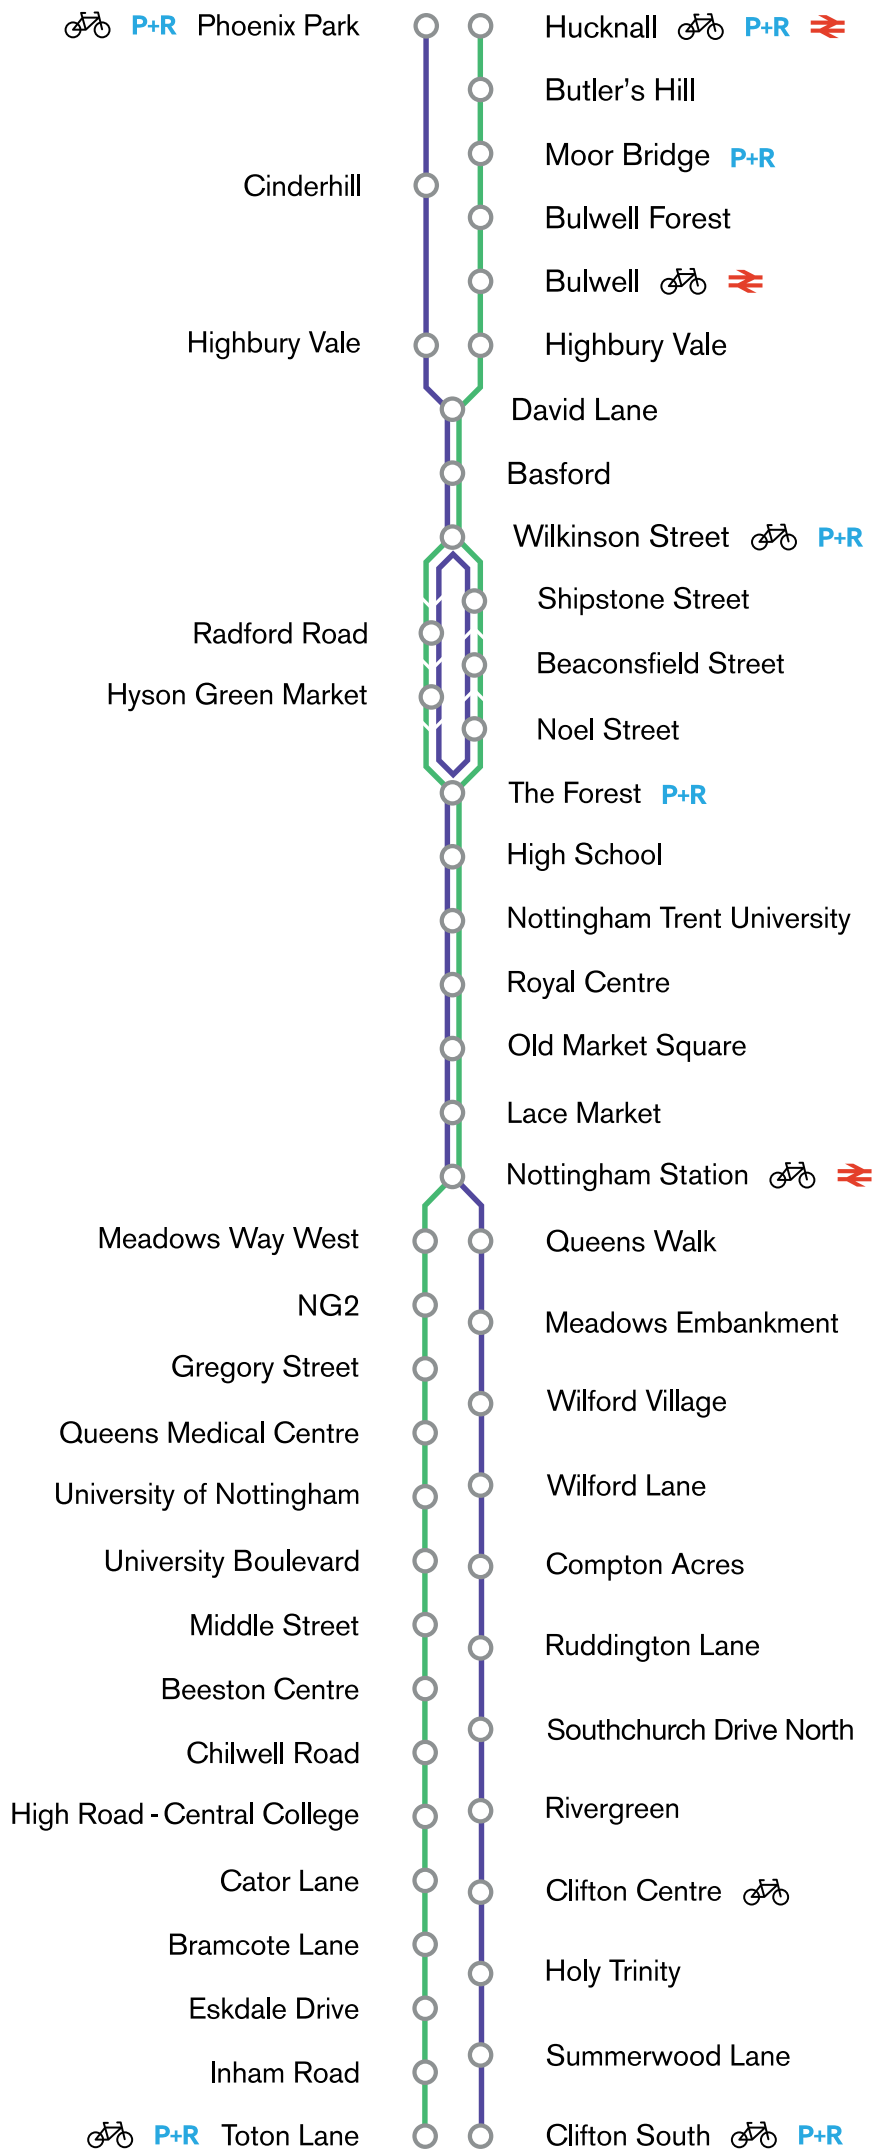 P+R Phoenix Park
Hucknall P+R
Butler's Hill
Moor Bridge P+R
Cinderhill
Bulwell Forest
Bulwell
Highbury Vale
Highbury Vale
David Lane
Basford
Wilkinson Street P+R
Shipstone Street
Radford Road
Beaconsfield Street
Hyson Green Market
Noel Street
The Forest P+R
High School
Nottingham Trent University
Royal Centre
Old Market Square
Lace Market
Nottingham Station
Meadows Way West
Queens Walk
NG2
Meadows Embankment
Gregory Street
Wilford Village
Queens Medical Centre
Wilford Lane
University of Nottingham
University Boulevard
Compton Acres
Middle Street
Ruddington Lane
Beeston Centre
Southchurch Drive North
Chilwell Road
Rivergreen
High Road - Central College
Cator Lane
Clifton Centre
Bramcote Lane
Holy Trinity
Eskdale Drive
Summerwood Lane
Inham Road
P+R Toton Lane
Clifton South P+R